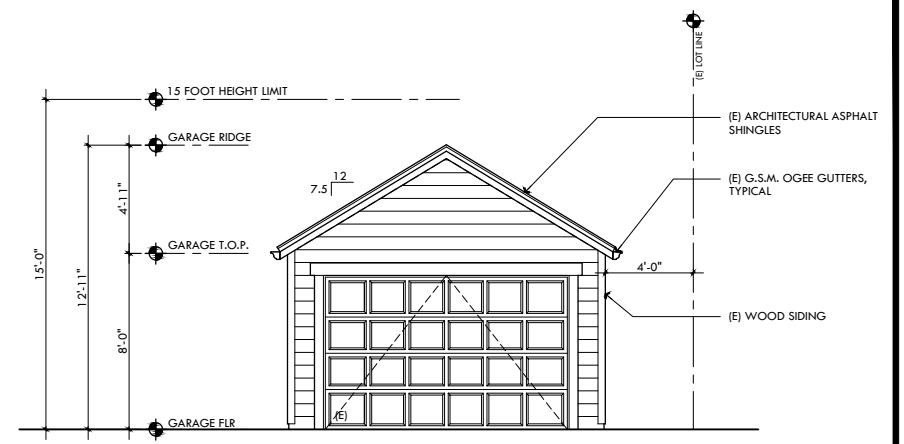 (E) LOT LINE
15 FOOT HEIGHT LIMIT
(E) ARCHITECTURAL ASPHALT
SHINGLES
GARAGE RIDGE
12
7.5
(E) G.S.M. OGEE GUTTERS,
TYPICAL
4'-11"
GARAGE T.O.P.
4'-0"
15'-0"
12'-11"
(E) WOOD SIDING
8'-0"
(E)
GARAGE FLR